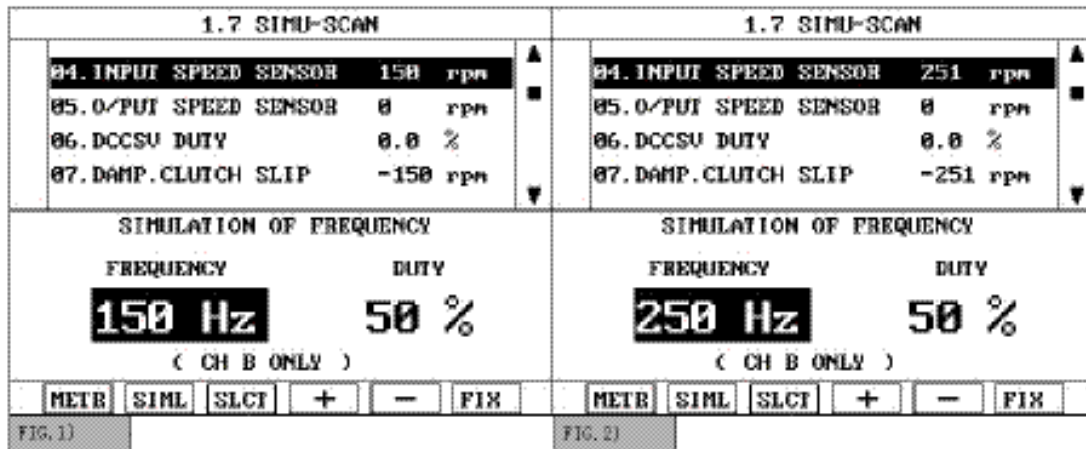 1.7 SIMU-SCAN
04.INPUT SPEED SENSOR 150 rpm
05.O/PUT SPEED SENSOR 0 rpm
06.DCCSV DUTY 0.0 %
07.DAMP.CLUTCH SLIP -150 rpm
SIMULATION OF FREQUENCY
FREQUENCY DUTY
150 Hz 50 %
( CH B ONLY )
METR SIML SLCT + - FIX
FIG. 1)
1.7 SIMU-SCAN
04.INPUT SPEED SENSOR 251 rpm
05.O/PUT SPEED SENSOR 0 rpm
06.DCCSV DUTY 0.0 %
07.DAMP.CLUTCH SLIP -251 rpm
SIMULATION OF FREQUENCY
FREQUENCY DUTY
250 Hz 50 %
( CH B ONLY )
METR SIML SLCT + - FIX
FIG. 2)